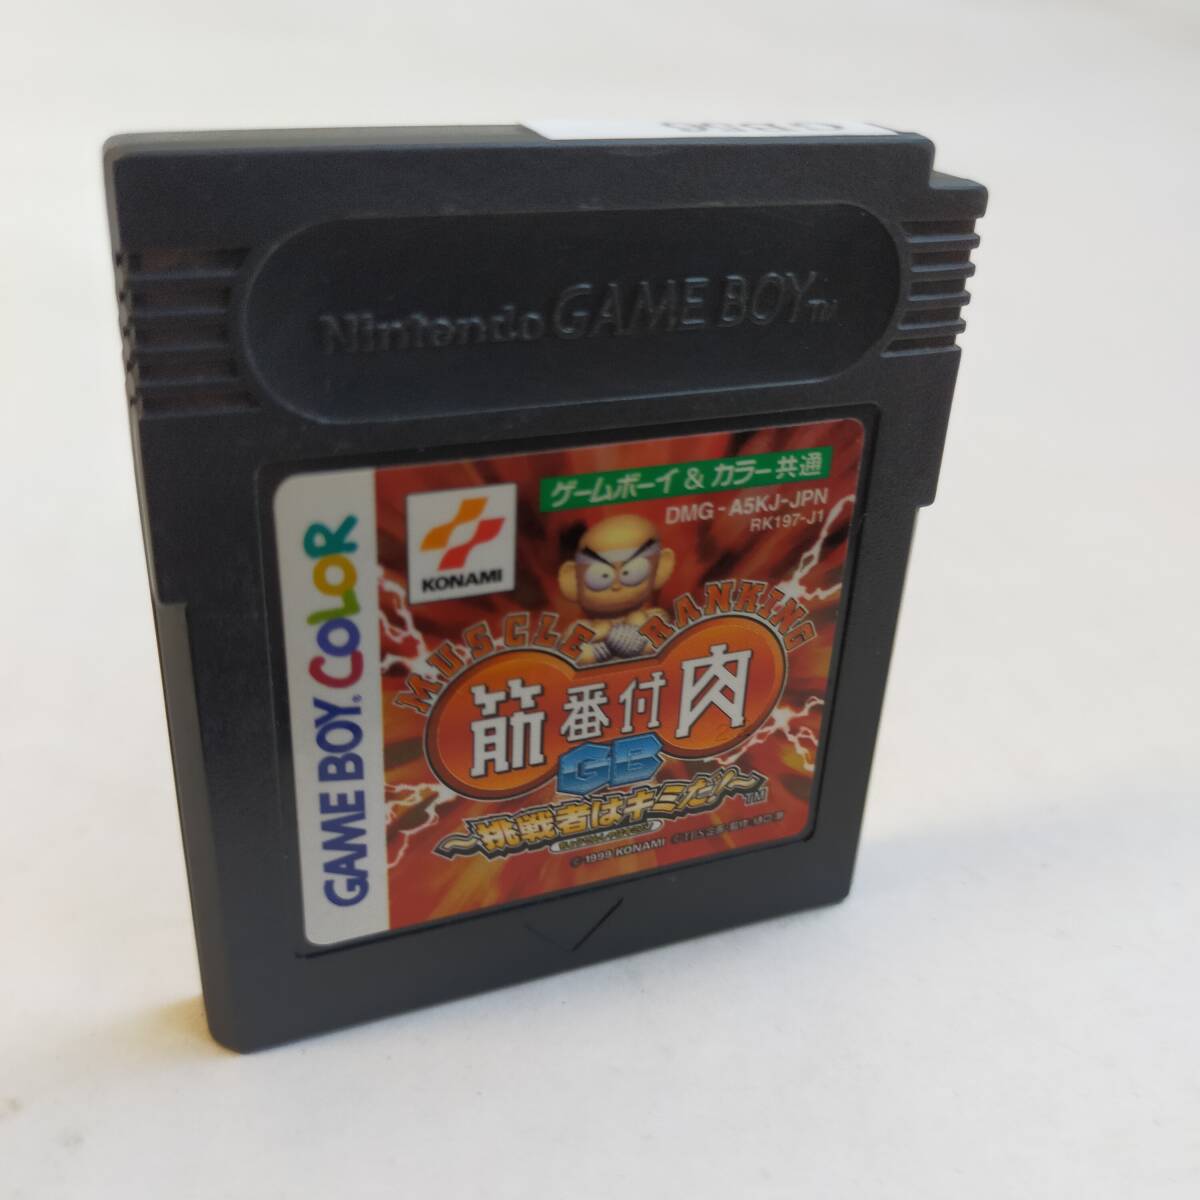 Nintendo GAME BOY™
ゲームボーイ&カラー共通
DMG-A5KJ-JPN
RK197-J1
KONAMI
GAME BOY COLOR
MUSCLE RANKING
筋肉番付
GB
～挑戦者はキミだ!～™
© 1999 KONAMI